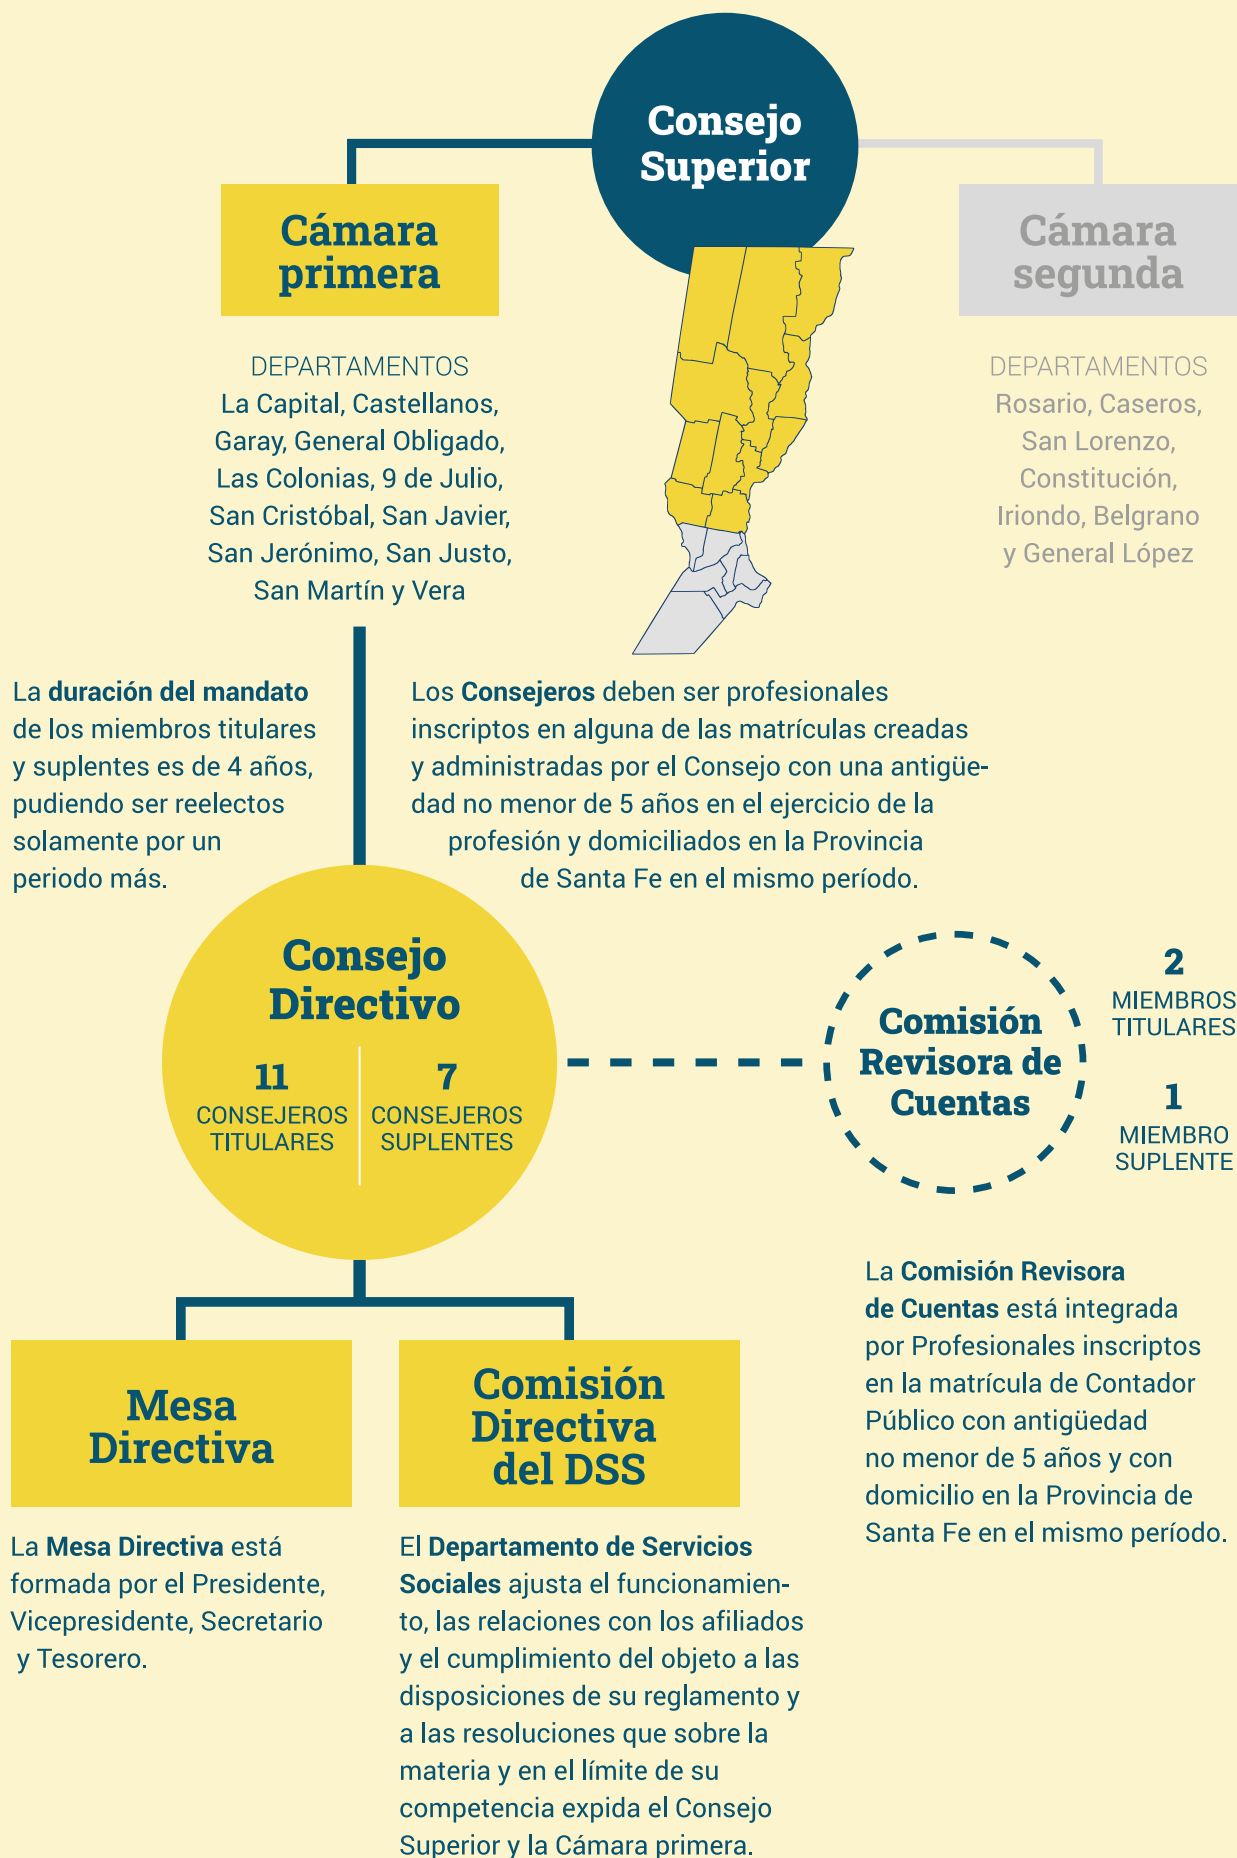 Consejo
Superior
Cámara
primera
Cámara
segunda
DEPARTAMENTOS
La Capital, Castellanos,
Garay, General Obligado,
Las Colonias, 9 de Julio,
San Cristóbal, San Javier,
San Jerónimo, San Justo,
San Martín y Vera
DEPARTAMENTOS
Rosario, Caseros,
San Lorenzo,
Constitución,
Iriondo, Belgrano
y General López
La duración del mandato
de los miembros titulares
y suplentes es de 4 años,
pudiendo ser reelectos
solamente por un
periodo más.
Los Consejeros deben ser profesionales
inscriptos en alguna de las matrículas creadas
y administradas por el Consejo con una antigüe-
dad no menor de 5 años en el ejercicio de la
profesión y domiciliados en la Provincia
de Santa Fe en el mismo período.
Consejo
Directivo
11
CONSEJEROS
TITULARES
7
CONSEJEROS
SUPLENTES
Comisión
Revisora de
Cuentas
2
MIEMBROS
TITULARES
1
MIEMBRO
SUPLENTE
La Comisión Revisora
de Cuentas está integrada
por Profesionales inscriptos
en la matrícula de Contador
Público con antigüedad
no menor de 5 años y con
domicilio en la Provincia de
Santa Fe en el mismo período.
Mesa
Directiva
La Mesa Directiva está
formada por el Presidente,
Vicepresidente, Secretario
y Tesorero.
Comisión
Directiva
del DSS
El Departamento de Servicios
Sociales ajusta el funcionamien-
to, las relaciones con los afiliados
y el cumplimiento del objeto a las
disposiciones de su reglamento y
a las resoluciones que sobre la
materia y en el límite de su
competencia expida el Consejo
Superior y la Cámara primera.